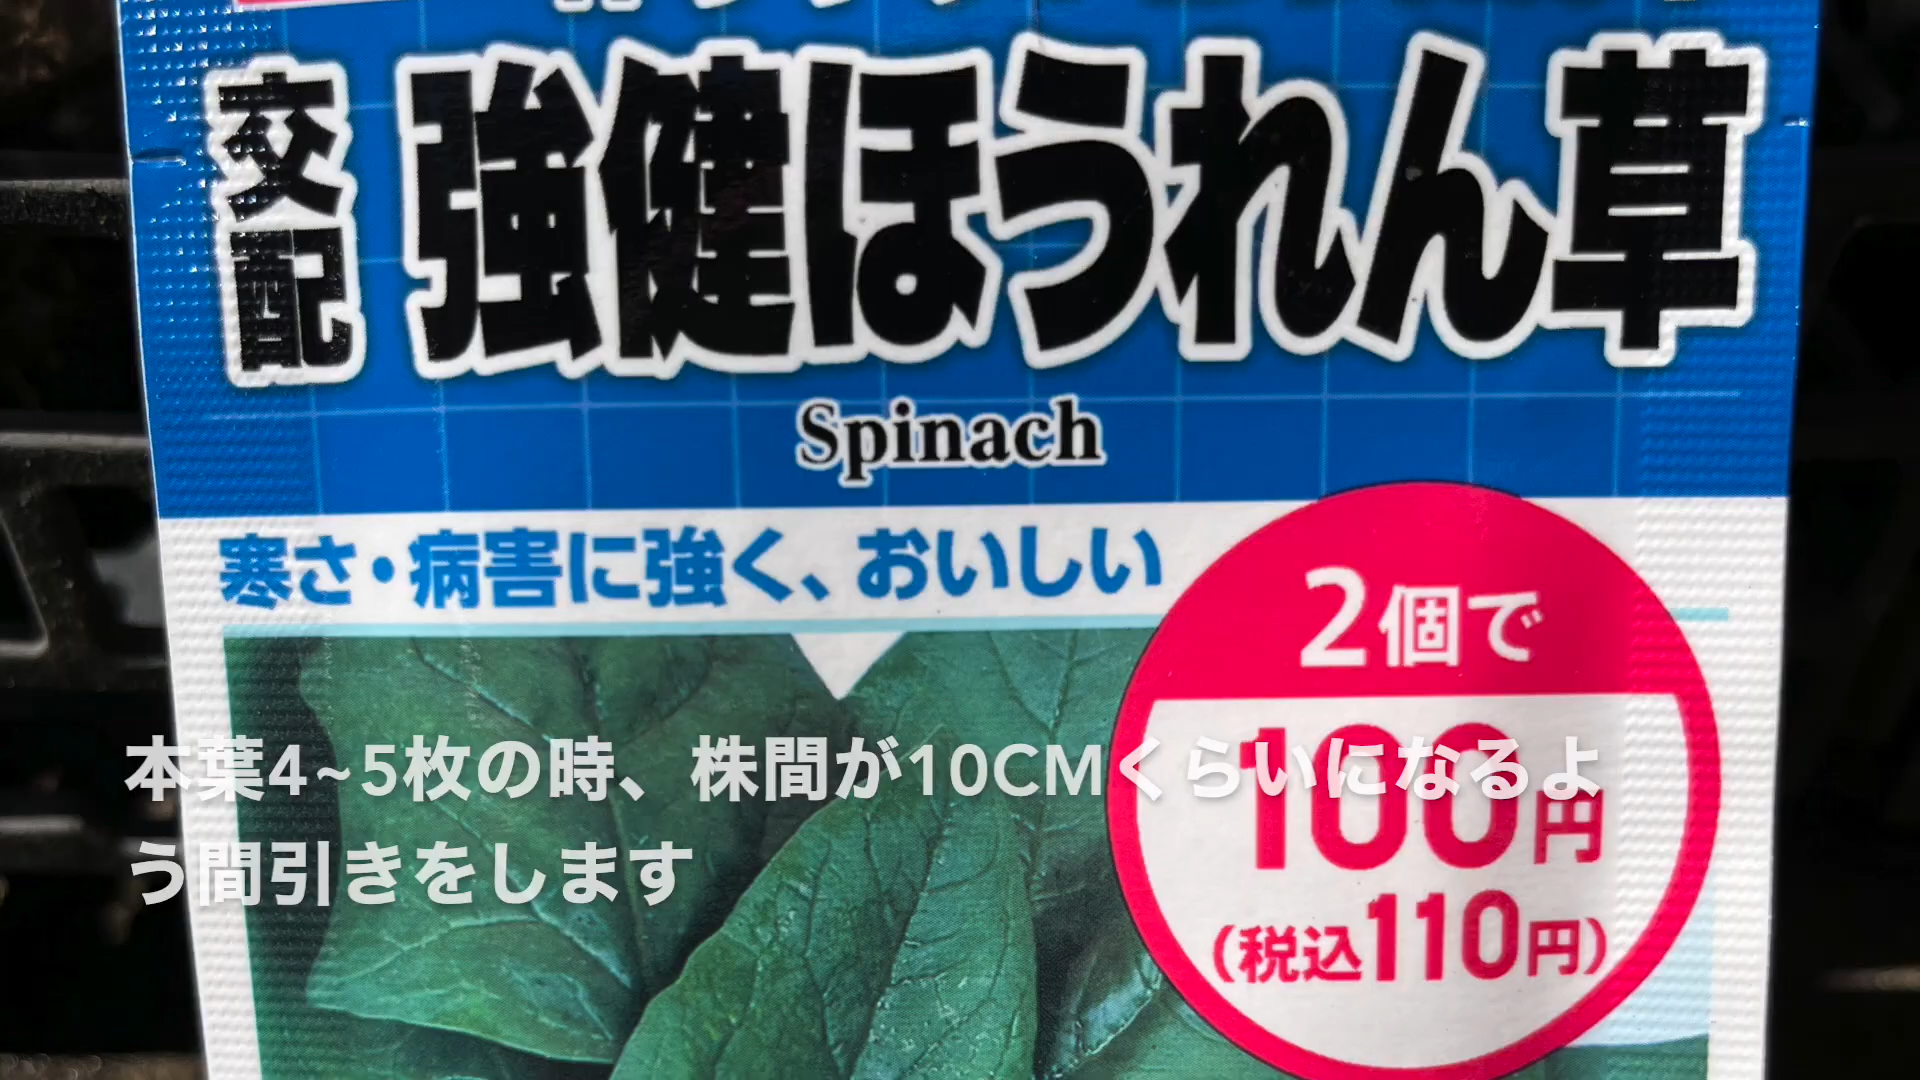 交配
強健ほうれん草
Spinach
寒さ・病害に強く、おいしい
2個で
100円
(税込110円)
本葉4~5枚の時、株間が10CMくらいになるよ
う間引きをします